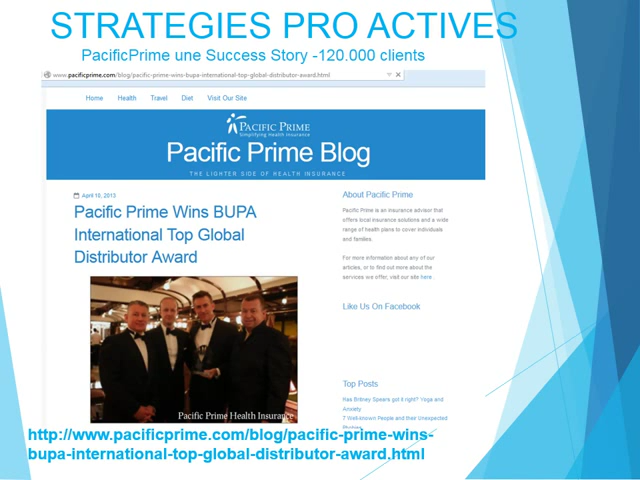 STRATEGIES PRO ACTIVES
PacificPrime une Success Story -120.000 clients
www.pacificprime.com/blog/pacific-prime-wins-bupa-international-top-global-distributor-award.html
Home Health Travel Diet Visit Our Site
PACIFIC PRIME
Simplifying health insurance
Pacific Prime Blog
THE LIGHTER SIDE OF HEALTH INSURANCE
April 18, 2013
Pacific Prime Wins BUPA
International Top Global
Distributor Award
Pacific Prime Health Insurance
About Pacific Prime
Pacific Prime is an insurance advisor that
offers local insurance solutions and a wide
range of health plans to cover individuals
and families.
For more information about any of our
articles, or to find out more about the
services we offer, visit our site here .
Like Us On Facebook
Top Posts
Has Britney Spears got it right? Yoga and
Anxiety
7 Well-known People and their Unexpected
Phobias
http://www.pacificprime.com/blog/pacific-prime-wins-
bupa-international-top-global-distributor-award.html